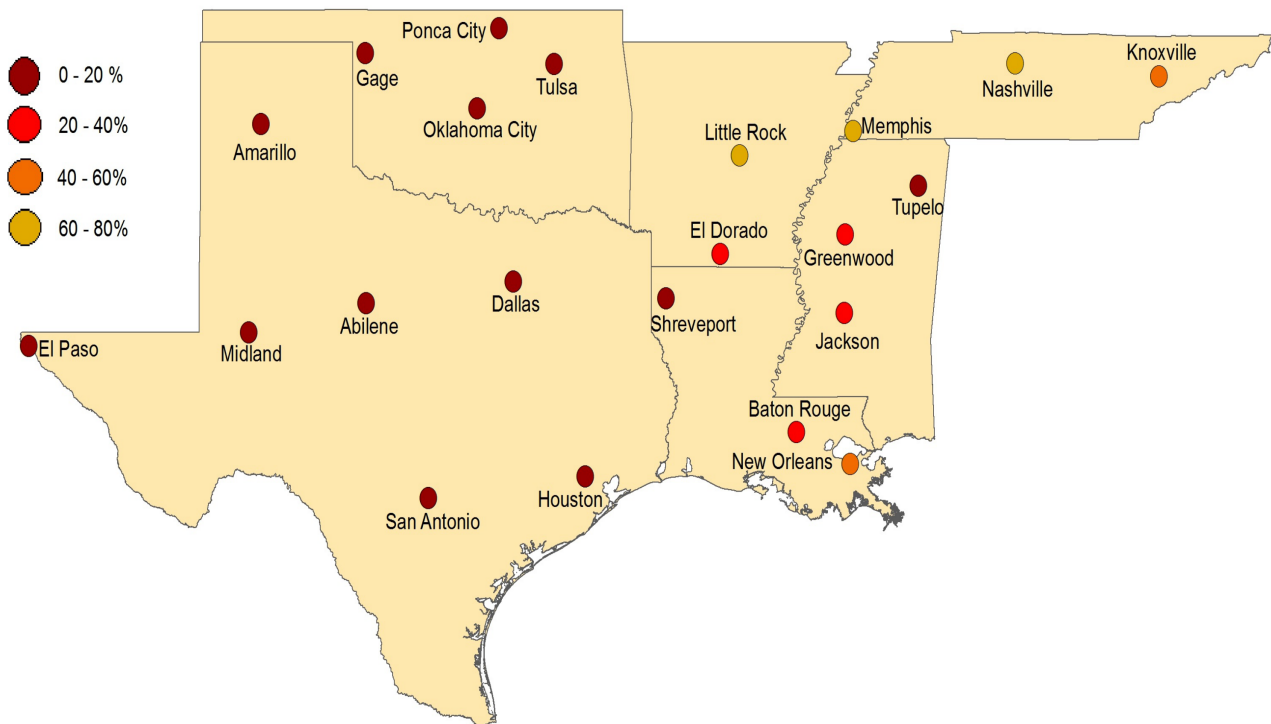 0 - 20 %
20 - 40%
40 - 60%
60 - 80%
Ponca City
Gage
Tulsa
Oklahoma City
Amarillo
Knoxville
Nashville
Memphis
Little Rock
Tupelo
El Dorado
Greenwood
Dallas
Abilene
Shreveport
Jackson
El Paso
Midland
Baton Rouge
New Orleans
Houston
San Antonio